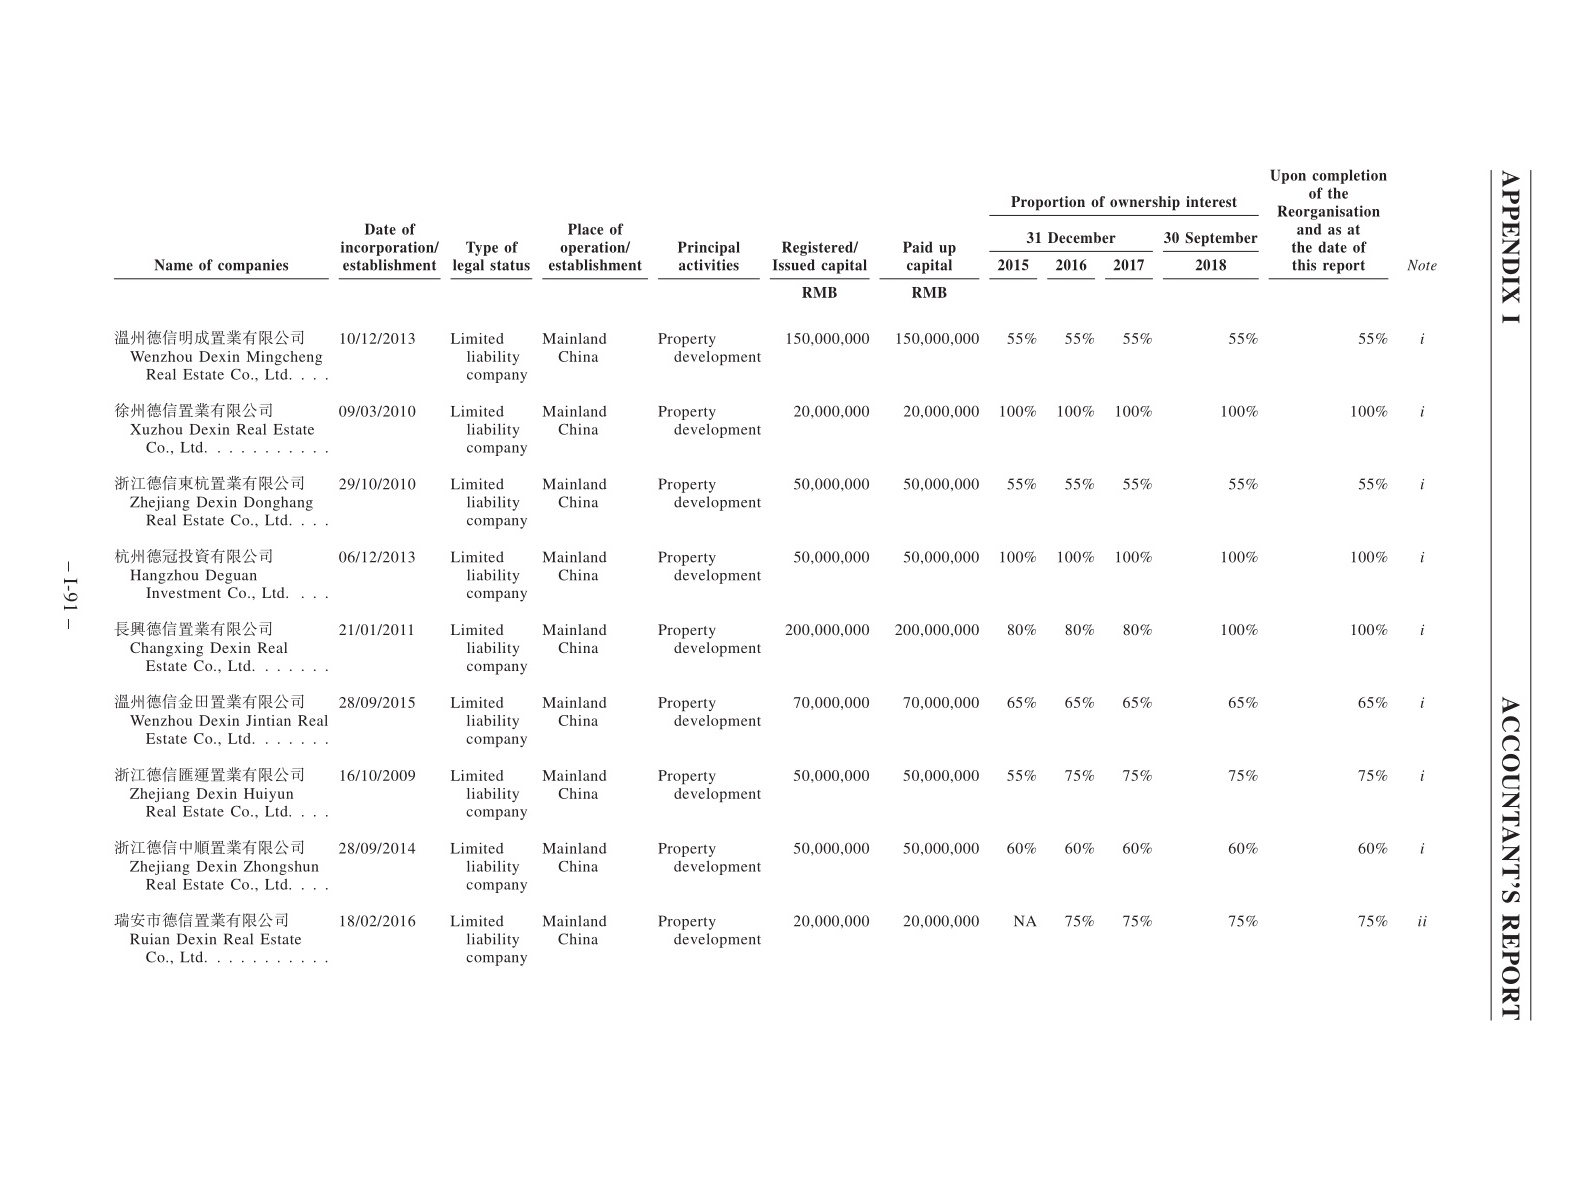 APPENDIX I
ACCOUNTANT'S REPORT
Upon completion
of the
Reorganisation
and as at
the date of
this report
Proportion of ownership interest
Date of
incorporation/
establishment
Type of
legal status
Place of
operation/
establishment
Principal
activities
Registered/
Issued capital
Paid up
capital
31 December
30 September
Name of companies
2015 2016 2017 2018
Note
RMB RMB
溫州德信明成置業有限公司 10/12/2013 Limited Mainland Property 150,000,000 150,000,000 55% 55% 55% 55% 55% i
Wenzhou Dexin Mingcheng liability China development
Real Estate Co., Ltd. . . . company
徐州德信置業有限公司 09/03/2010 Limited Mainland Property 20,000,000 20,000,000 100% 100% 100% 100% 100% i
Xuzhou Dexin Real Estate liability China development
Co., Ltd. . . . . . . . . . . company
浙江德信東杭置業有限公司 29/10/2010 Limited Mainland Property 50,000,000 50,000,000 55% 55% 55% 55% 55% i
Zhejiang Dexin Donghang liability China development
Real Estate Co., Ltd. . . . company
杭州德冠投資有限公司 06/12/2013 Limited Mainland Property 50,000,000 50,000,000 100% 100% 100% 100% 100% i
Hangzhou Deguan liability China development
Investment Co., Ltd. . . . company
長興德信置業有限公司 21/01/2011 Limited Mainland Property 200,000,000 200,000,000 80% 80% 80% 100% 100% i
Changxing Dexin Real liability China development
Estate Co., Ltd. . . . . . . company
溫州德信金田置業有限公司 28/09/2015 Limited Mainland Property 70,000,000 70,000,000 65% 65% 65% 65% 65% i
Wenzhou Dexin Jintian Real liability China development
Estate Co., Ltd. . . . . . . company
浙江德信匯運置業有限公司 16/10/2009 Limited Mainland Property 50,000,000 50,000,000 55% 75% 75% 75% 75% i
Zhejiang Dexin Huiyun liability China development
Real Estate Co., Ltd. . . . company
浙江德信中順置業有限公司 28/09/2014 Limited Mainland Property 50,000,000 50,000,000 60% 60% 60% 60% 60% i
Zhejiang Dexin Zhongshun liability China development
Real Estate Co., Ltd. . . . company
瑞安市德信置業有限公司 18/02/2016 Limited Mainland Property 20,000,000 20,000,000 NA 75% 75% 75% 75% ii
Ruian Dexin Real Estate liability China development
Co., Ltd. . . . . . . . . . . company
– I-91 –